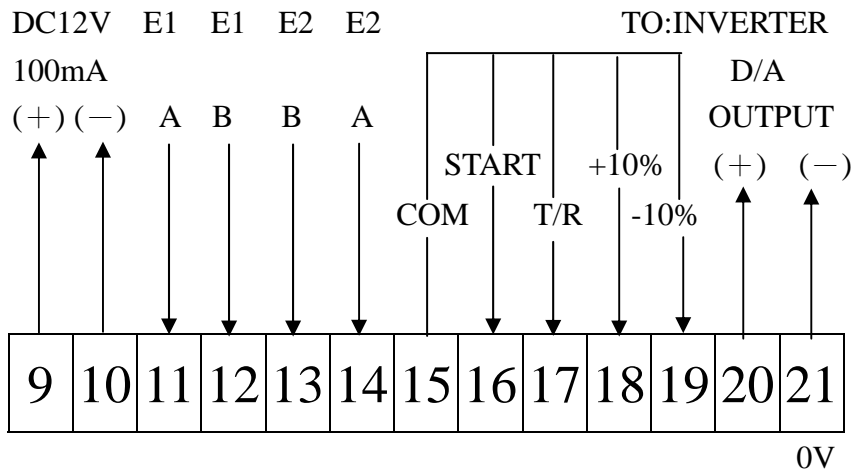 DC12V E1 E1 E2 E2 TO:INVERTER
100mA D/A
(+) (−) A B B A OUTPUT
START +10% (+) (−)
COM T/R -10%
9 10 11 12 13 14 15 16 17 18 19 20 21
0V